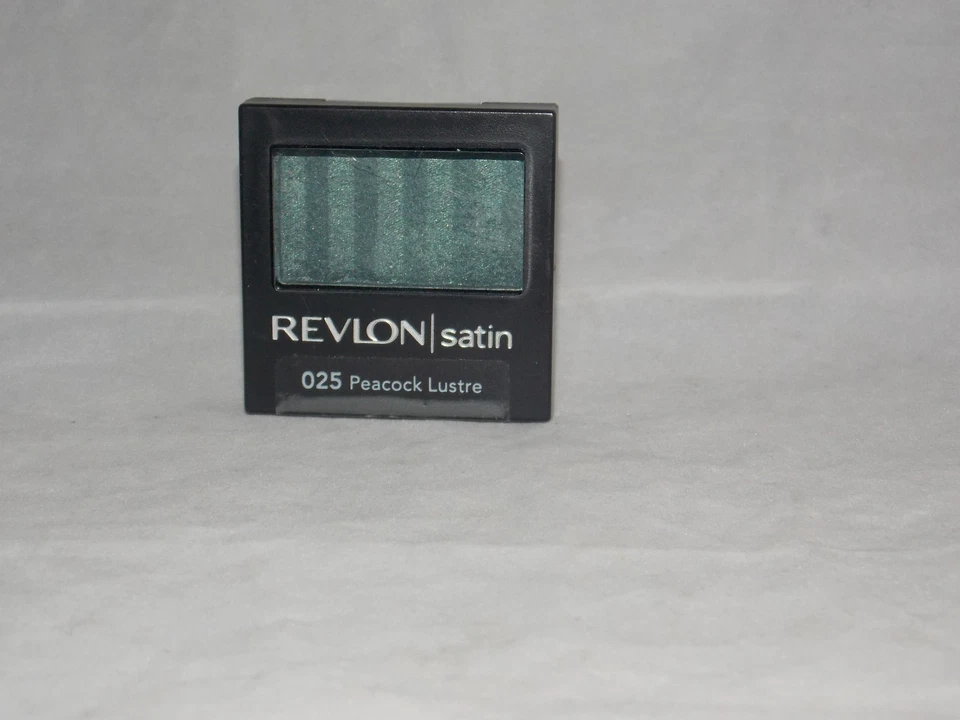 REVLON|satin
025 Peacock Lustre